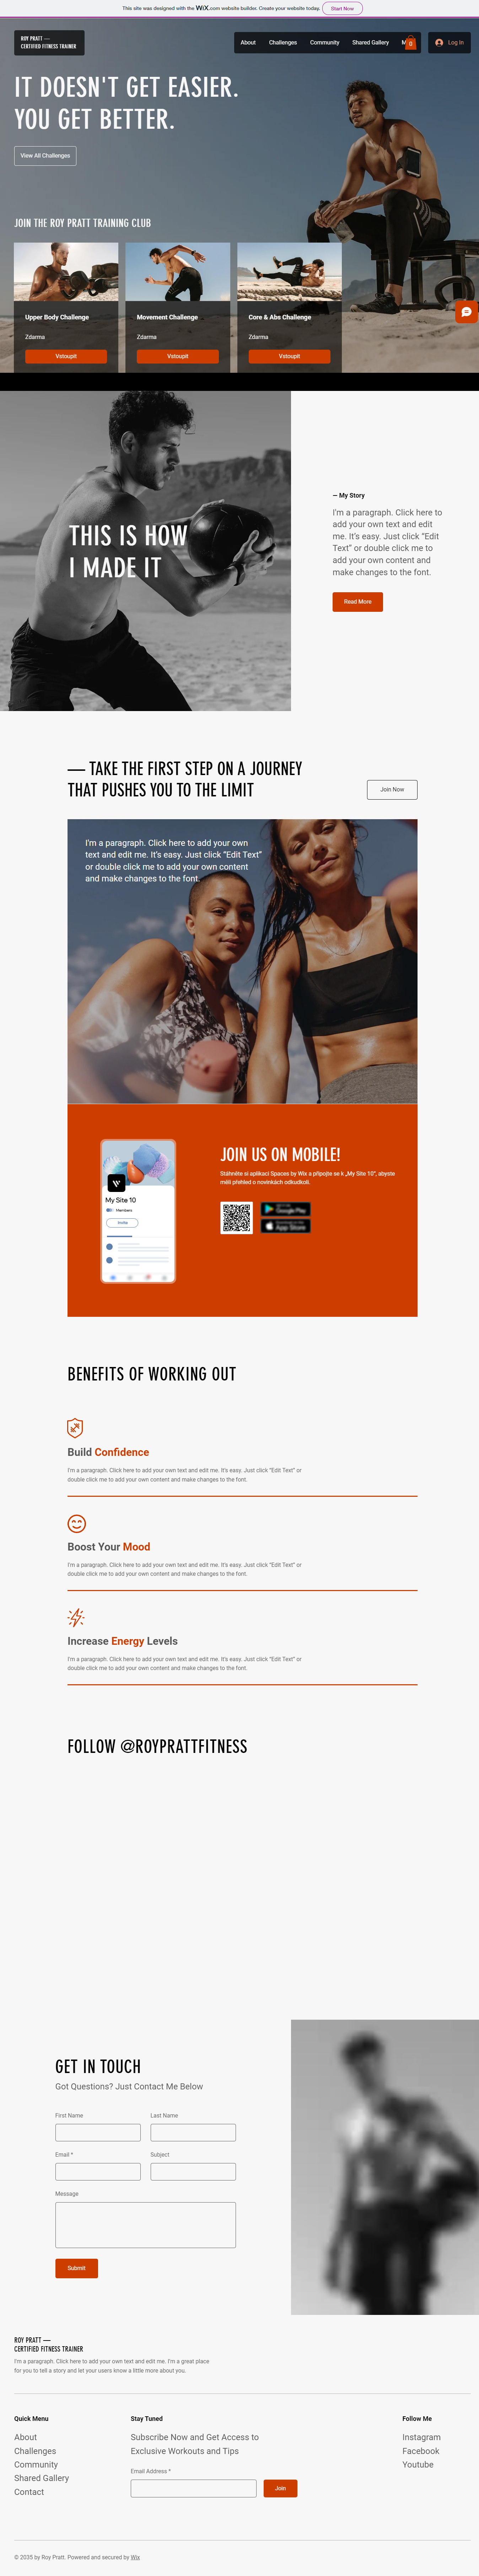 This site was designed with the WiX.com website builder. Create your website today. Start Now
ROY PRATT —
CERTIFIED FITNESS TRAINER
About Challenges Community Shared Gallery
0
Log In
IT DOESN'T GET EASIER.
YOU GET BETTER.
View All Challenges
JOIN THE ROY PRATT TRAINING CLUB
Upper Body Challenge
Zdarma
Vstoupit
Movement Challenge
Zdarma
Vstoupit
Core & Abs Challenge
Zdarma
Vstoupit
THIS IS HOW
I MADE IT
— My Story
I'm a paragraph. Click here to
add your own text and edit
me. It's easy. Just click “Edit
Text” or double click me to
add your own content and
make changes to the font.
Read More
— TAKE THE FIRST STEP ON A JOURNEY
THAT PUSHES YOU TO THE LIMIT
Join Now
I'm a paragraph. Click here to add your own
text and edit me. It's easy. Just click “Edit Text”
or double click me to add your own content
and make changes to the font.
My Site 10
Members
Invite
JOIN US ON MOBILE!
Stáhněte si aplikaci Spaces by Wix a připojte se k „My Site 10“, abyste
měli přehled o novinkách odkudkoli.
Google Play
App Store
BENEFITS OF WORKING OUT
Build Confidence
I'm a paragraph. Click here to add your own text and edit me. It's easy. Just click “Edit Text” or
double click me to add your own content and make changes to the font.
Boost Your Mood
I'm a paragraph. Click here to add your own text and edit me. It's easy. Just click “Edit Text” or
double click me to add your own content and make changes to the font.
Increase Energy Levels
I'm a paragraph. Click here to add your own text and edit me. It's easy. Just click “Edit Text” or
double click me to add your own content and make changes to the font.
FOLLOW @ROYPRATTFITNESS
GET IN TOUCH
Got Questions? Just Contact Me Below
First Name
Last Name
Email *
Subject
Message
Submit
ROY PRATT —
CERTIFIED FITNESS TRAINER
I'm a paragraph. Click here to add your own text and edit me. I'm a great place
for you to tell a story and let your users know a little more about you.
Quick Menu
About
Challenges
Community
Shared Gallery
Contact
Stay Tuned
Subscribe Now and Get Access to
Exclusive Workouts and Tips
Email Address *
Join
Follow Me
Instagram
Facebook
Youtube
© 2035 by Roy Pratt. Powered and secured by Wix